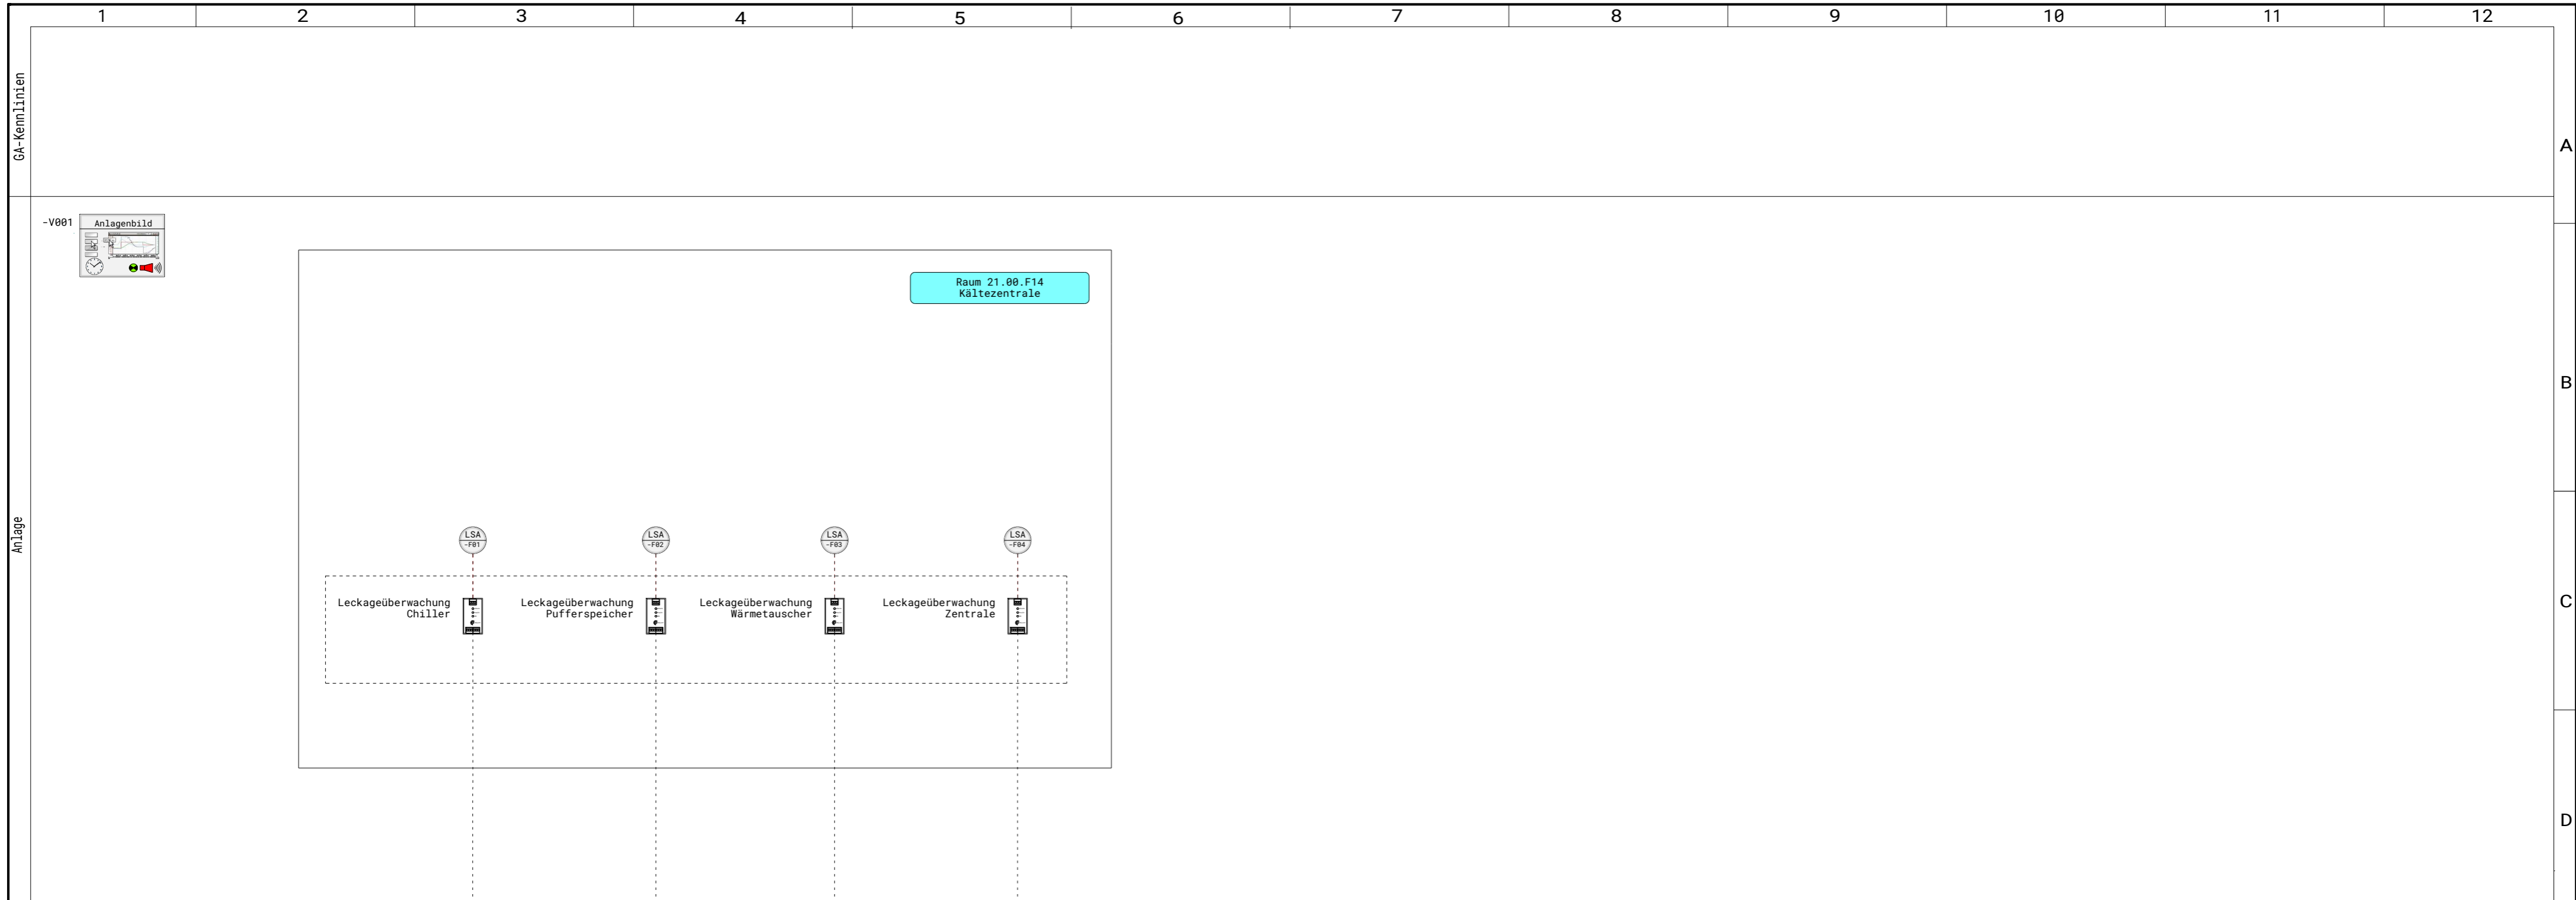 1 2 3 4 5 6 7 8 9 10 11 12
GA-Kennlinien
A
-V001 Anlagenbild
Raum 21.00.F14
Kältezentrale
B
Anlage
LSA
-F01
LSA
-F02
LSA
-F03
LSA
-F04
Leckageüberwachung
Chiller
Leckageüberwachung
Pufferspeicher
Leckageüberwachung
Wärmetauscher
Leckageüberwachung
Zentrale
C
D